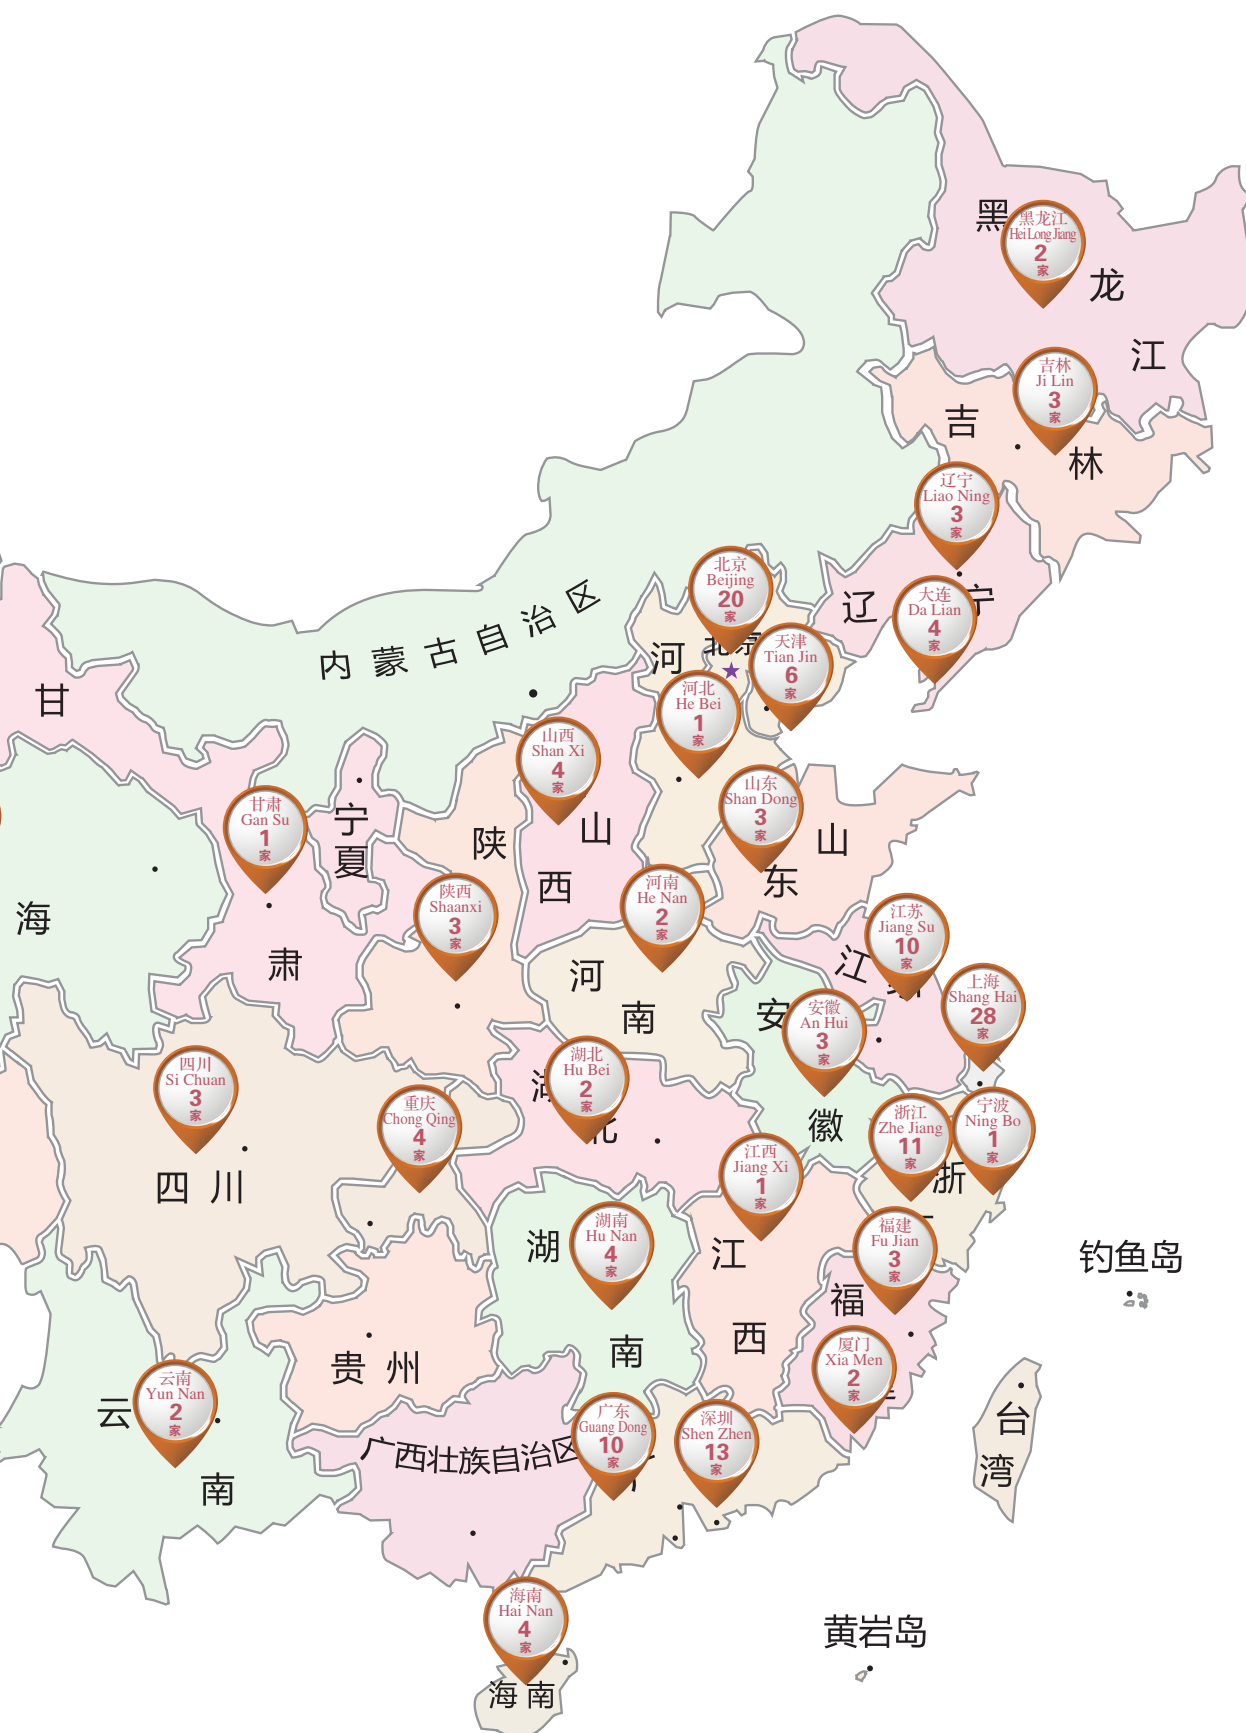 黑
龙
江
黑龙江
Hei Long Jiang
2
家
吉林
Ji Lin
3
家
吉
林
辽宁
Liao Ning
3
家
辽
宁
大连
Da Lian
4
家
北京
Beijing
20
家
北京
天津
Tian Jin
6
家
内蒙古自治区
河
河北
He Bei
1
家
甘
肃
甘肃
Gan Su
1
家
宁
夏
山西
Shan Xi
4
家
山
西
陕
陕西
Shaanxi
3
家
山东
Shan Dong
3
家
山
东
海
河南
He Nan
2
家
河
南
江苏
Jiang Su
10
家
江
上海
Shang Hai
28
家
安
徽
安徽
An Hui
3
家
四川
Si Chuan
3
家
四川
重庆
Chong Qing
4
家
湖北
Hu Bei
2
家
湖
北
浙江
Zhe Jiang
11
家
宁波
Ning Bo
1
家
浙
江西
Jiang Xi
1
家
江
西
湖南
Hu Nan
4
家
湖
南
福建
Fu Jian
3
家
福
厦门
Xia Men
2
家
钓鱼岛
贵州
云南
Yun Nan
2
家
云
南
广西壮族自治区
广东
Guang Dong
10
家
深圳
Shen Zhen
13
家
台
湾
海南
Hai Nan
4
家
海南
黄岩岛